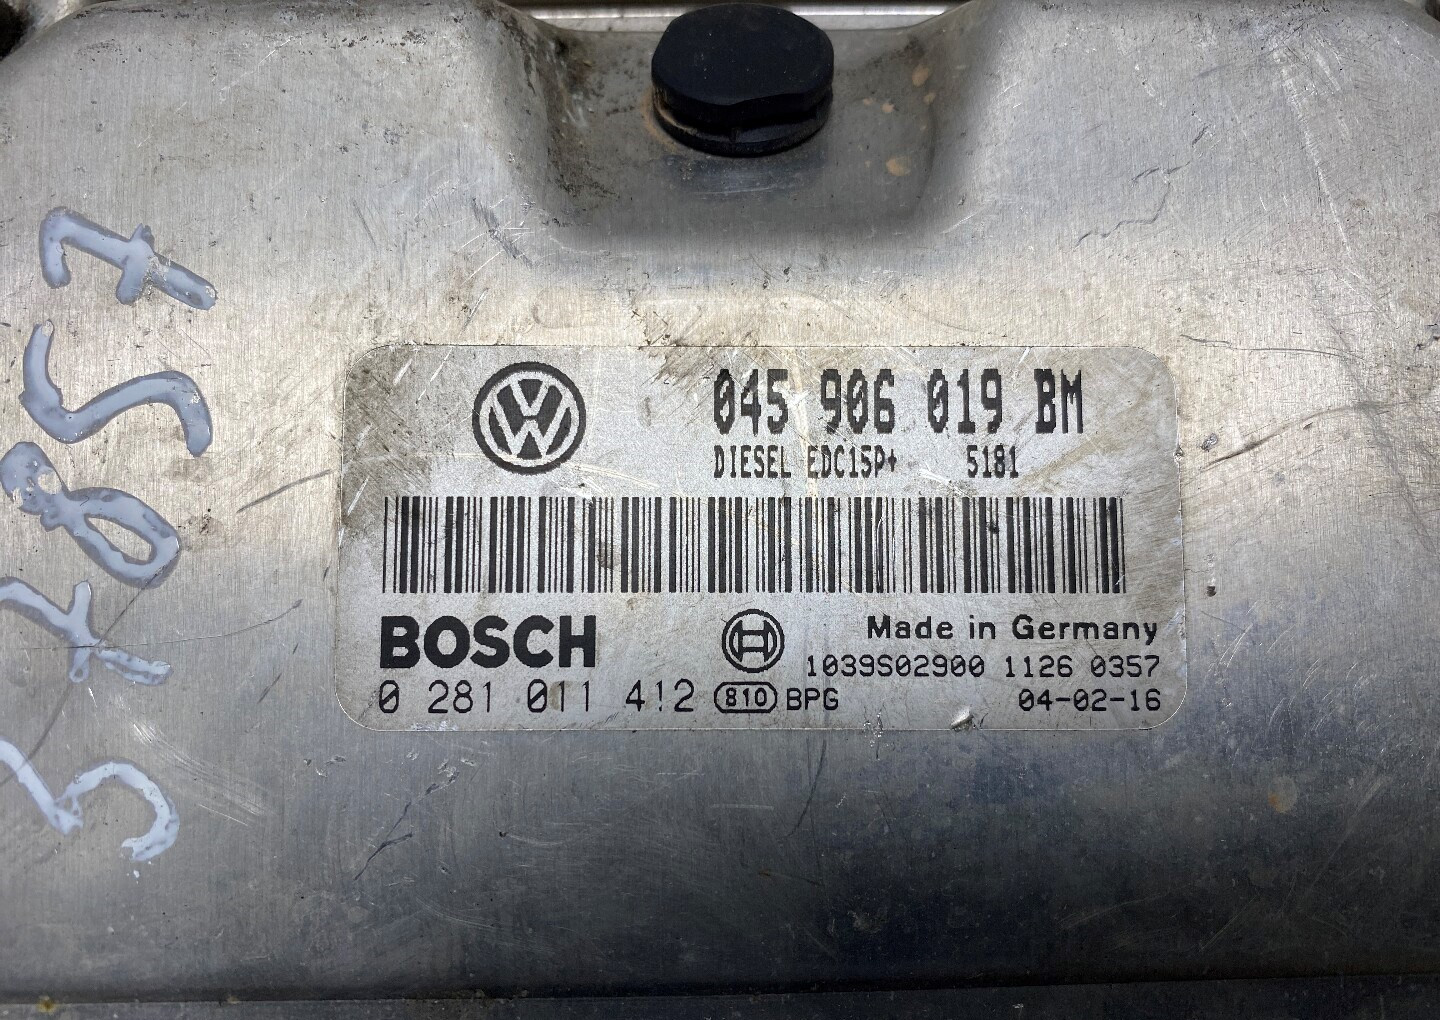 045 906 019 BM
DIESEL EDC15P+ 5181
BOSCH
Made in Germany
1039S02900 1126 0357
0 281 011 412 810 BPG 04-02-16